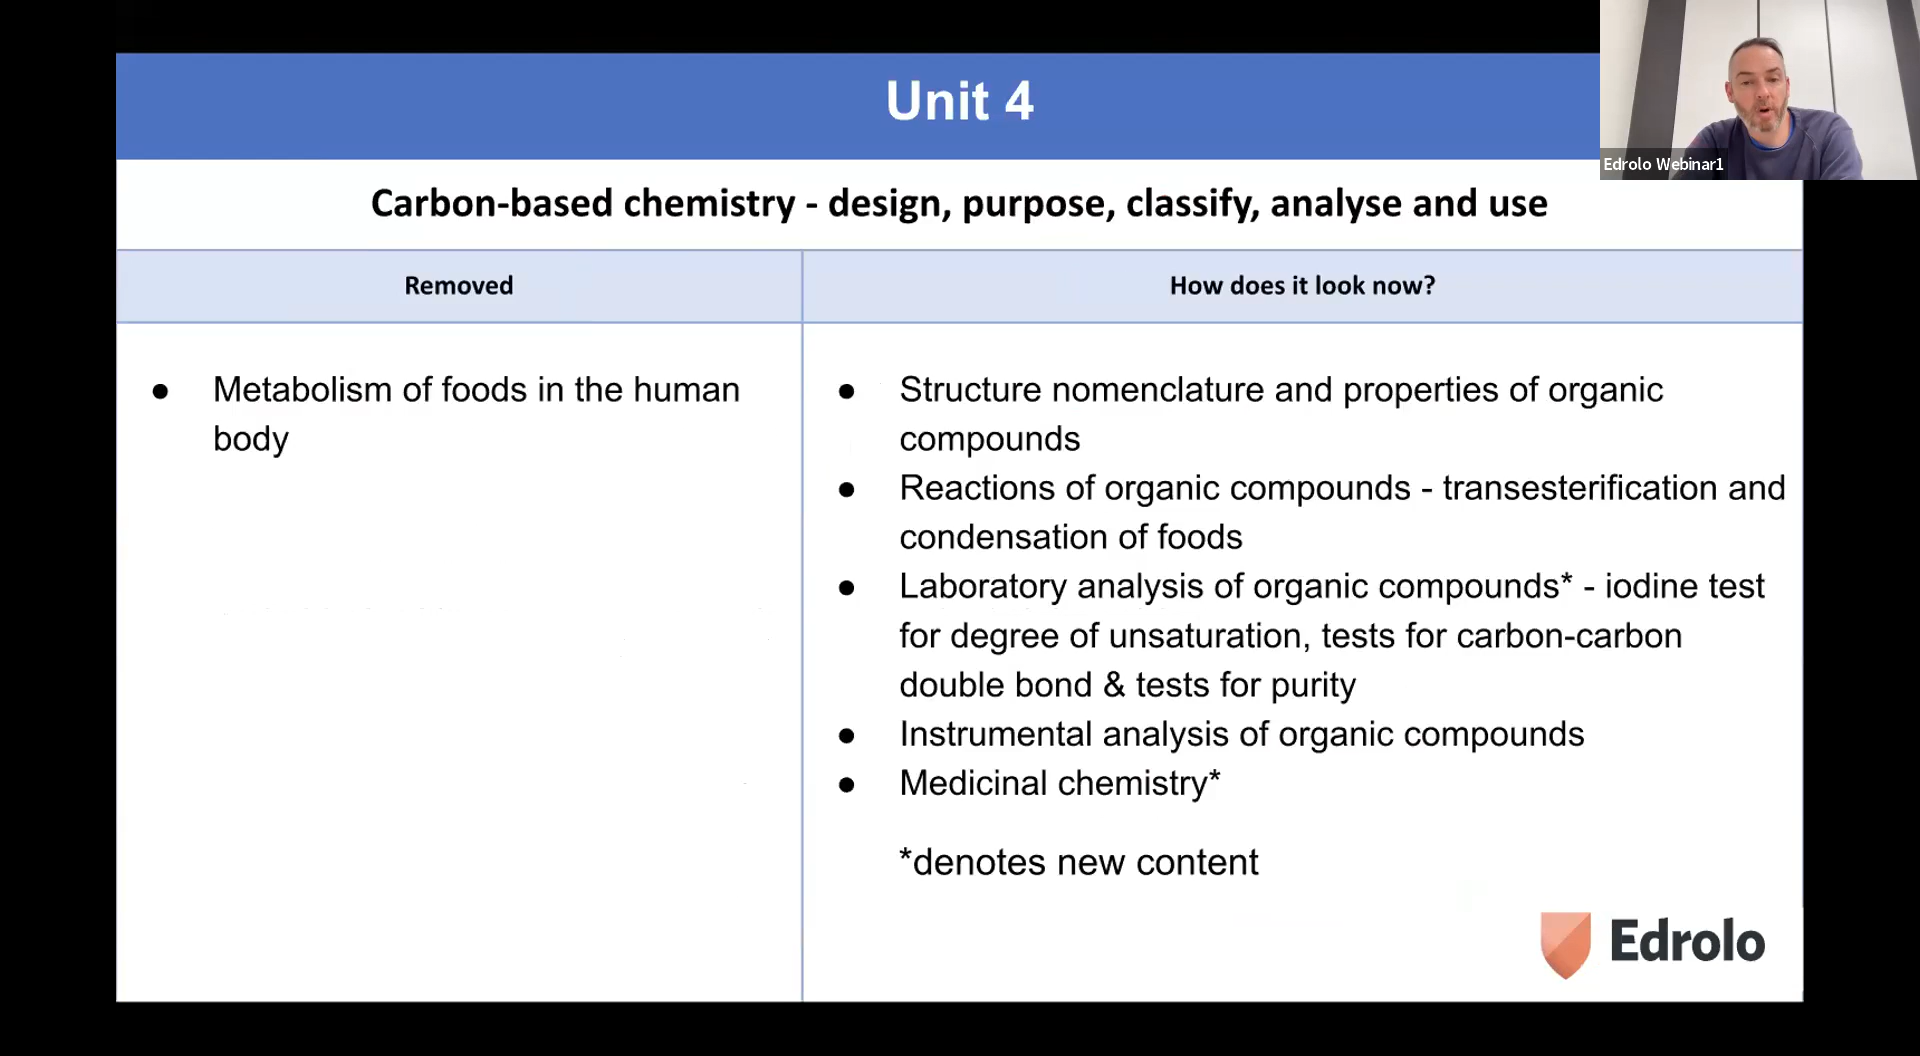 Unit 4
Edrolo Webinar1
Carbon-based chemistry - design, purpose, classify, analyse and use
Removed
How does it look now?
● Metabolism of foods in the human
body
● Structure nomenclature and properties of organic
compounds
● Reactions of organic compounds - transesterification and
condensation of foods
● Laboratory analysis of organic compounds* - iodine test
for degree of unsaturation, tests for carbon-carbon
double bond & tests for purity
● Instrumental analysis of organic compounds
● Medicinal chemistry*
*denotes new content
Edrolo